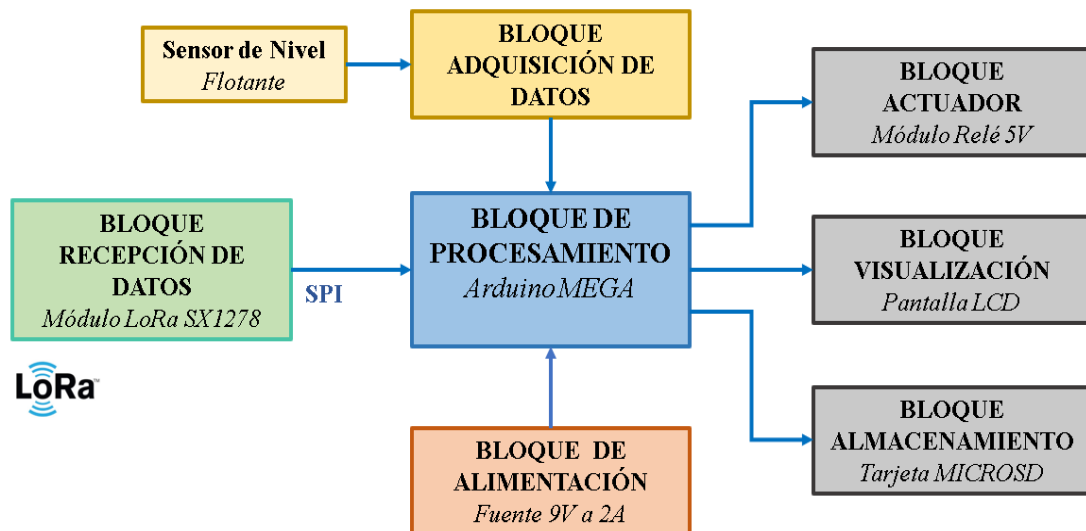 Sensor de Nivel
Flotante
BLOQUE
ADQUISICIÓN DE
DATOS
BLOQUE
ACTUADOR
Módulo Relé 5V
BLOQUE
RECEPCIÓN DE
DATOS
Módulo LoRa SX1278
SPI
BLOQUE DE
PROCESAMIENTO
Arduino MEGA
BLOQUE
VISUALIZACIÓN
Pantalla LCD
LoRa™
BLOQUE DE
ALIMENTACIÓN
Fuente 9V a 2A
BLOQUE
ALMACENAMIENTO
Tarjeta MICROSD